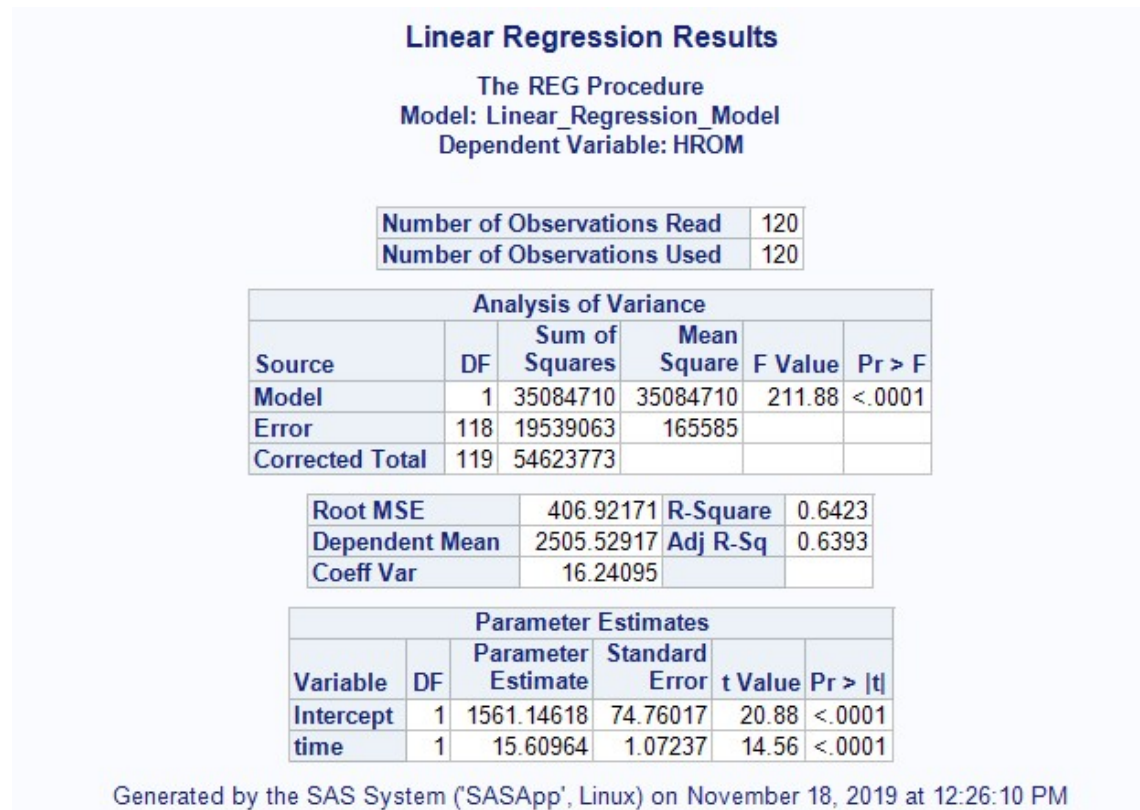 Linear Regression Results
The REG Procedure
Model: Linear_Regression_Model
Dependent Variable: HROM
Number of Observations Read 120
Number of Observations Used 120
Analysis of Variance
Source DF Sum of Squares Mean Square F Value Pr > F
Model 1 35084710 35084710 211.88 <.0001
Error 118 19539063 165585
Corrected Total 119 54623773
Root MSE 406.92171 R-Square 0.6423
Dependent Mean 2505.52917 Adj R-Sq 0.6393
Coeff Var 16.24095
Parameter Estimates
Variable DF Parameter Estimate Standard Error t Value Pr > |t|
Intercept 1 1561.14618 74.76017 20.88 <.0001
time 1 15.60964 1.07237 14.56 <.0001
Generated by the SAS System ('SASApp', Linux) on November 18, 2019 at 12:26:10 PM